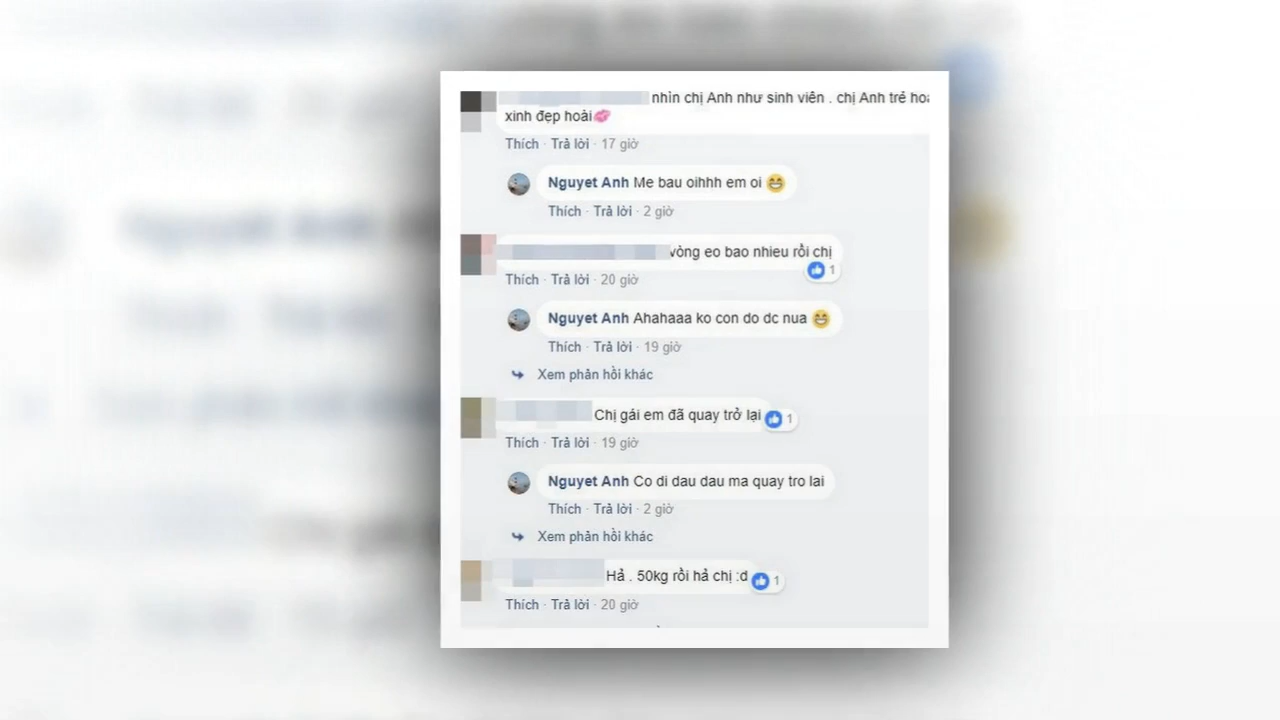 nhìn chị Anh như sinh viên . chị Anh trẻ
xinh đẹp hoài
Thích · Trả lời · 17 giờ
Nguyet Anh Me bau oihhh em oi
Thích · Trả lời · 2 giờ
vòng eo bao nhieu rồi chị
1
Thích · Trả lời · 20 giờ
Nguyet Anh Ahahaaa ko con do dc nua
Thích · Trả lời · 19 giờ
Xem phản hồi khác
Chị gái em đã quay trở lại
1
Thích · Trả lời · 19 giờ
Nguyet Anh Co di dau dau ma quay tro lai
Thích · Trả lời · 2 giờ
Xem phản hồi khác
Hả . 50kg rồi hả chị :d
1
Thích · Trả lời · 20 giờ